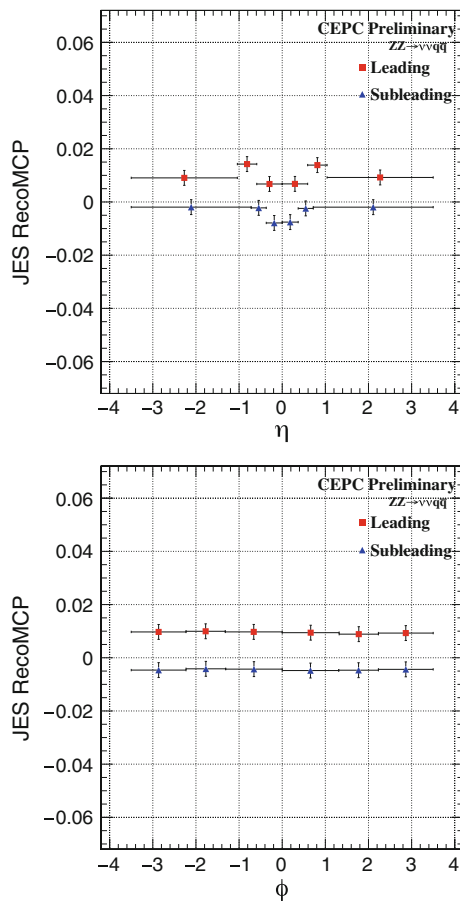 CEPC Preliminary
ZZ→ννqq̄
Leading
Subleading
JES RecoMCP
0.06
0.04
0.02
0
−0.02
−0.04
−0.06
−4 −3 −2 −1 0 1 2 3 4
η
CEPC Preliminary
ZZ→ννqq̄
Leading
Subleading
JES RecoMCP
0.06
0.04
0.02
0
−0.02
−0.04
−0.06
−4 −3 −2 −1 0 1 2 3 4
ϕ